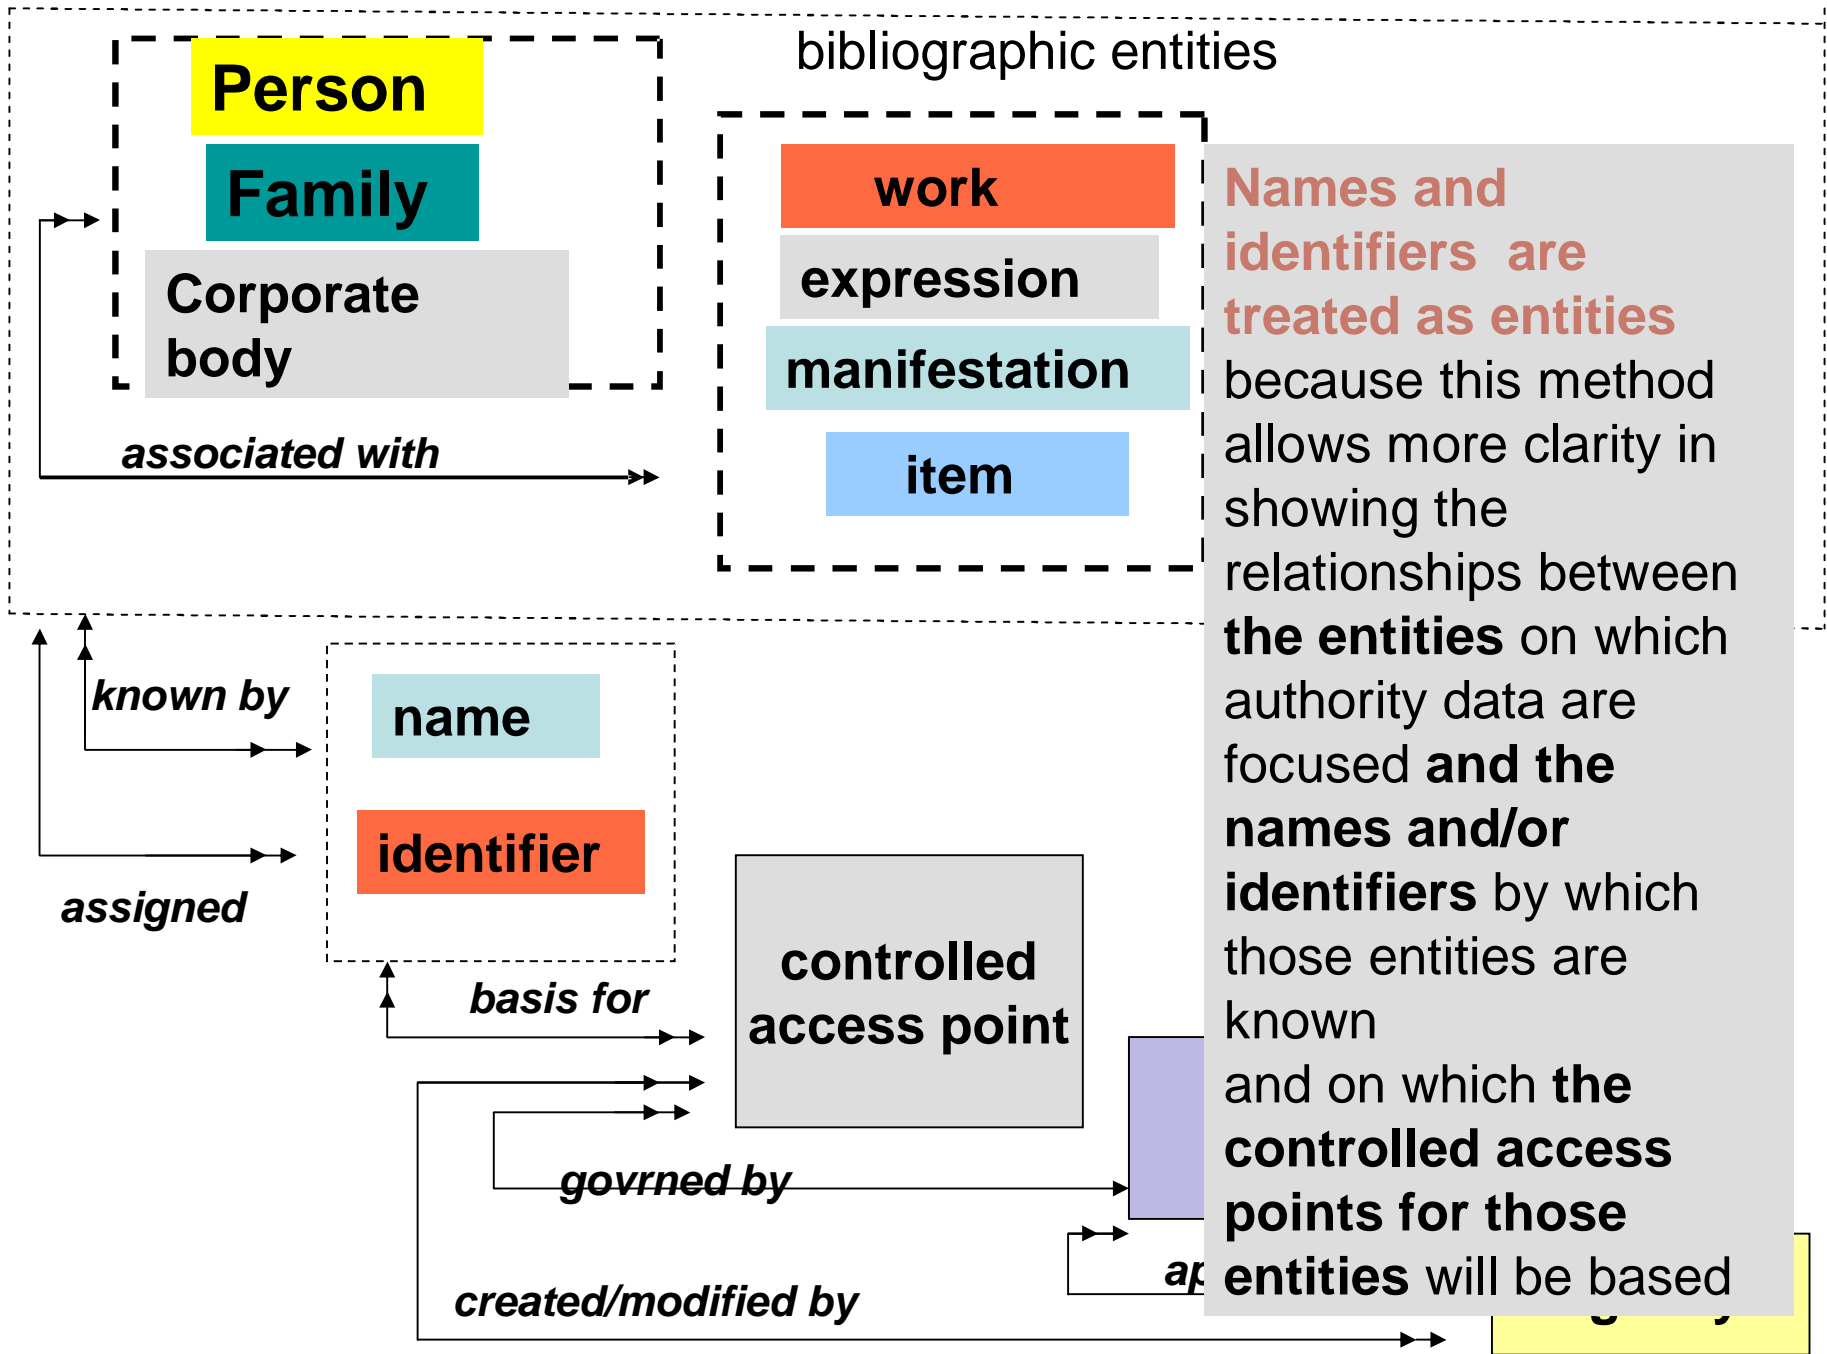 bibliographic entities
Person
Family
Corporate
body
associated with
work
expression
manifestation
item
Names and
identifiers are
treated as entities
because this method
allows more clarity in
showing the
relationships between
the entities on which
authority data are
focused and the
names and/or
identifiers by which
those entities are
known
and on which the
controlled access
points for those
entities will be based
known by
name
identifier
assigned
basis for
controlled
access point
govrned by
created/modified by